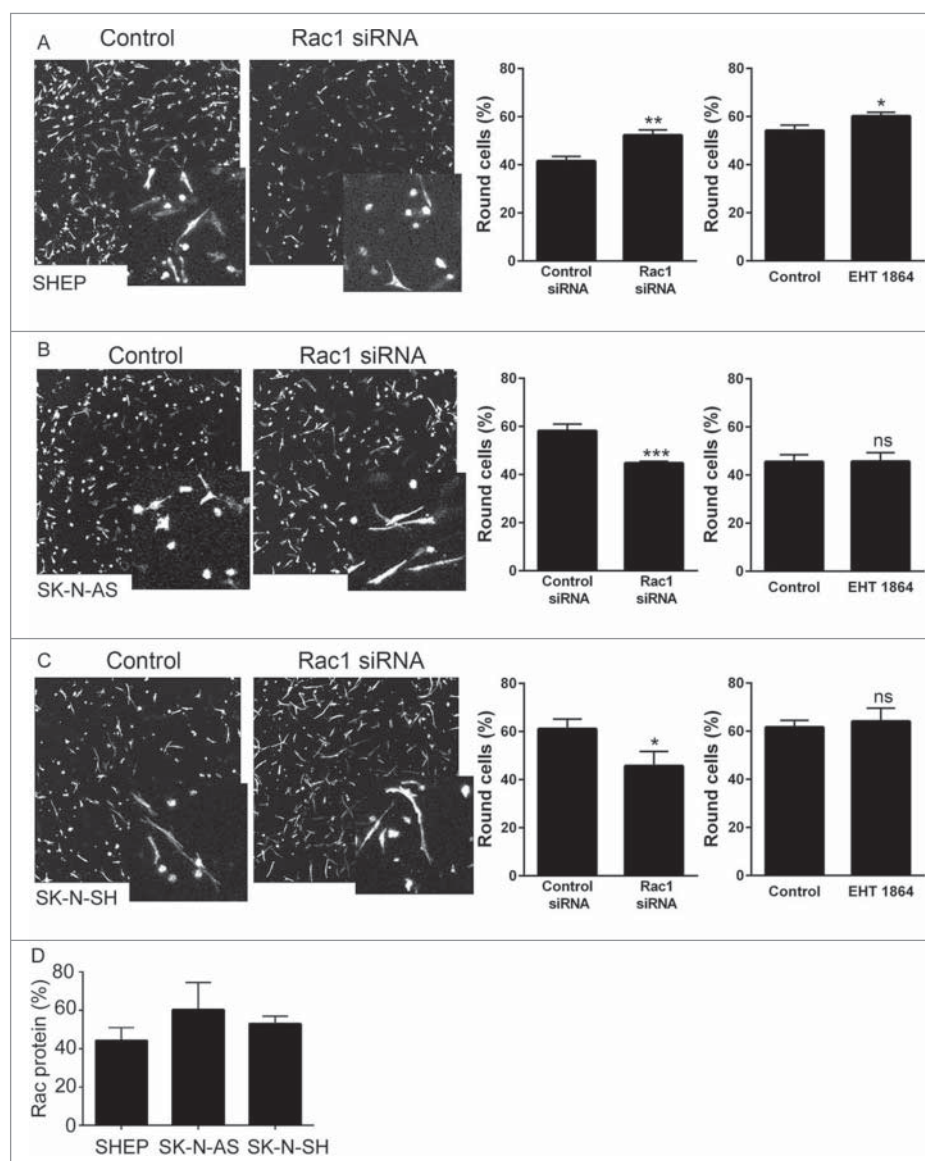 A
Control
Rac1 siRNA
SHEP
Round cells (%)
80
60
40
20
0
**
Control
siRNA
Rac1
siRNA
Round cells (%)
80
60
40
20
0
*
Control
EHT 1864
B
Control
Rac1 siRNA
SK-N-AS
Round cells (%)
80
60
40
20
0
***
Control
siRNA
Rac1
siRNA
Round cells (%)
80
60
40
20
0
ns
Control
EHT 1864
C
Control
Rac1 siRNA
SK-N-SH
Round cells (%)
80
60
40
20
0
*
Control
siRNA
Rac1
siRNA
Round cells (%)
80
60
40
20
0
ns
Control
EHT 1864
D
Rac protein (%)
80
60
40
20
0
SHEP SK-N-AS SK-N-SH